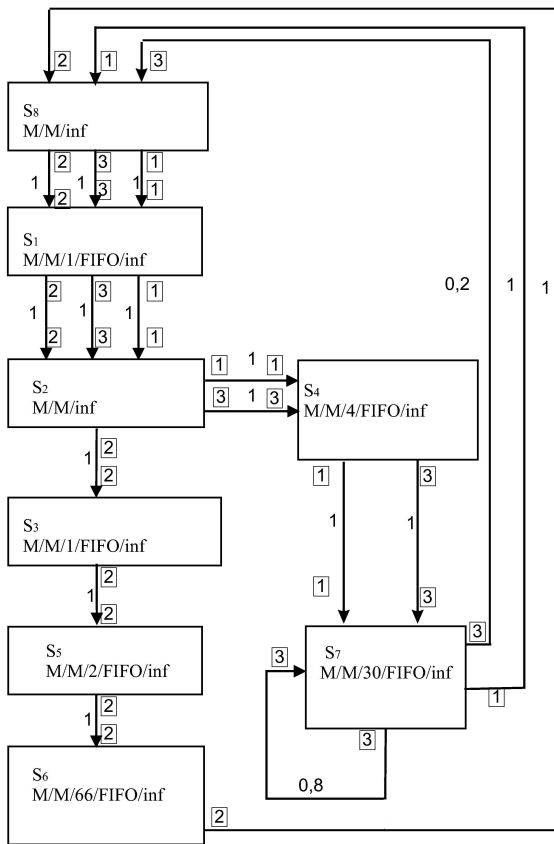 2 1 3
S8
M/M/inf
2 3 1
1 1 1
2 3 1
S1
M/M/1/FIFO/inf
2 3 1
0,2 1 1
1 1 1
2 3 1
S2
M/M/inf
1 1 1
3 1 3
S4
M/M/4/FIFO/inf
2
1
2
1 3
S3
M/M/1/FIFO/inf
1 1
2
1
2
1 3
S5
M/M/2/FIFO/inf
3
S7
M/M/30/FIFO/inf
3
1
2
1
2
3
S6
M/M/66/FIFO/inf
0,8
2